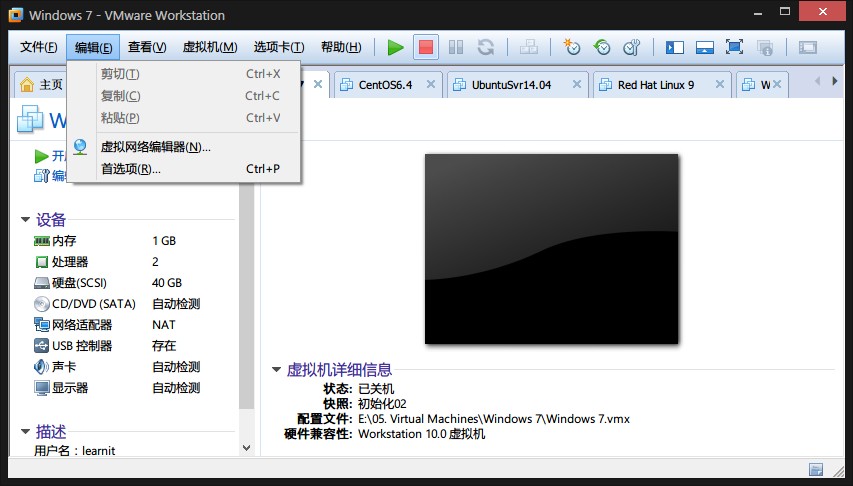 Windows 7 - VMware Workstation
文件(F) 编辑(E) 查看(V) 虚拟机(M) 选项卡(T) 帮助(H)
主页 CentOS6.4 UbuntuSvr14.04 Red Hat Linux 9 W
剪切(T) Ctrl+X
复制(C) Ctrl+C
粘贴(P) Ctrl+V
虚拟网络编辑器(N)...
首选项(R)... Ctrl+P
W
开
编
设备
内存 1 GB
处理器 2
硬盘(SCSI) 40 GB
CD/DVD (SATA) 自动检测
网络适配器 NAT
USB 控制器 存在
声卡 自动检测
显示器 自动检测
描述
用户名：learnit
虚拟机详细信息
状态: 已关机
快照: 初始化02
配置文件: E:\05. Virtual Machines\Windows 7\Windows 7.vmx
硬件兼容性: Workstation 10.0 虚拟机